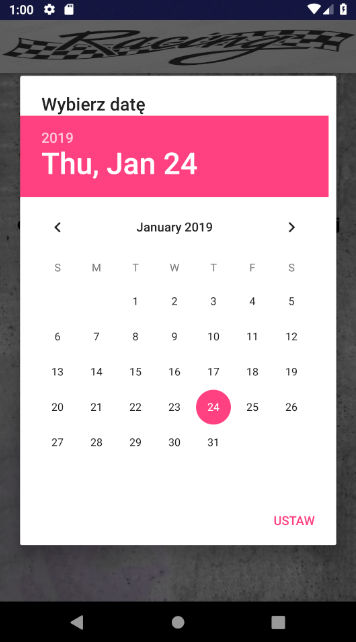 1:00
Racing
Wybierz datę
2019
Thu, Jan 24
January 2019
S M T W T F S
1 2 3 4 5
6 7 8 9 10 11 12
13 14 15 16 17 18 19
20 21 22 23 24 25 26
27 28 29 30 31
USTAW